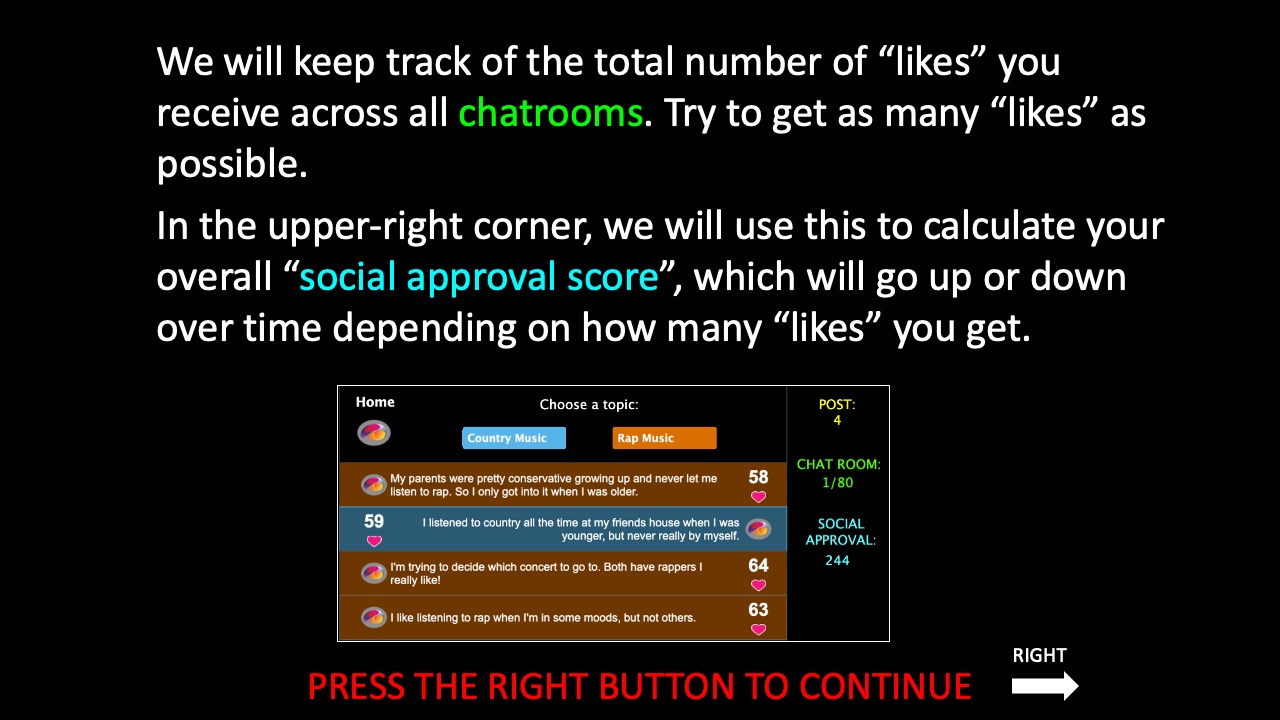 We will keep track of the total number of “likes” you
receive across all chatrooms. Try to get as many “likes” as
possible.
In the upper-right corner, we will use this to calculate your
overall “social approval score”, which will go up or down
over time depending on how many “likes” you get.
Home
Choose a topic:
Country Music
Rap Music
POST:
4
CHAT ROOM:
1/80
SOCIAL
APPROVAL:
244
My parents were pretty conservative growing up and never let me
listen to rap. So I only got into it when I was older.
58
59
I listened to country all the time at my friends house when I was
younger, but never really by myself.
I'm trying to decide which concert to go to. Both have rappers I
really like!
64
I like listening to rap when I'm in some moods, but not others.
63
PRESS THE RIGHT BUTTON TO CONTINUE
RIGHT